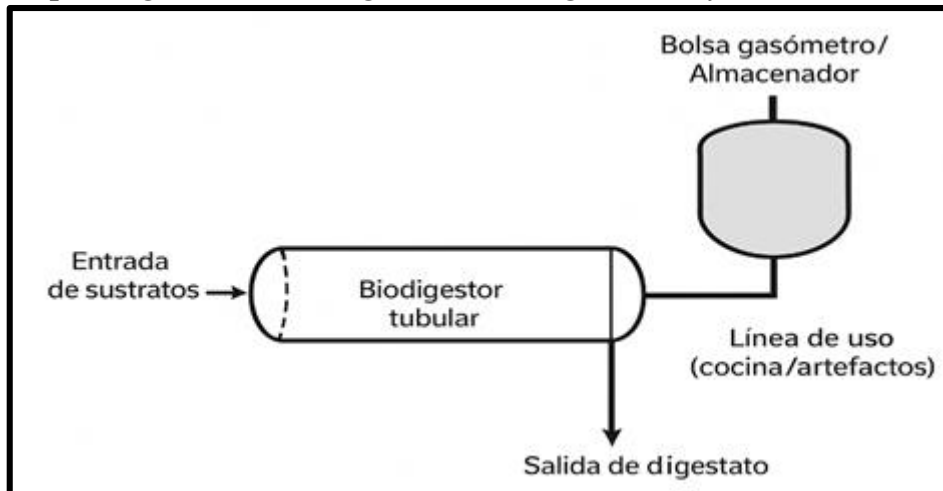 Bolsa gasómetro/
Almacenador
Entrada
de sustratos
Biodigestor
tubular
Línea de uso
(cocina/artefactos)
Salida de digestato